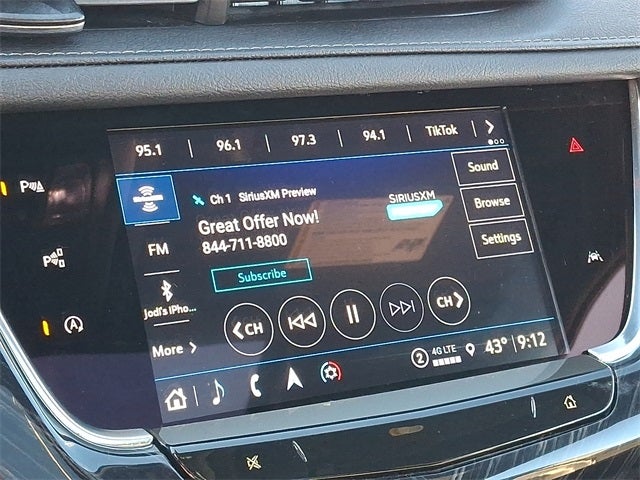 95.1 96.1 97.3 94.1 TikTok
Ch 1 SiriusXM Preview
SiriusXM
Great Offer Now!
844-711-8800
Subscribe
Sound
Browse
Settings
FM
Jodi's iPho...
More
CH
CH
2 4G LTE 43° 9:12
P
P
A